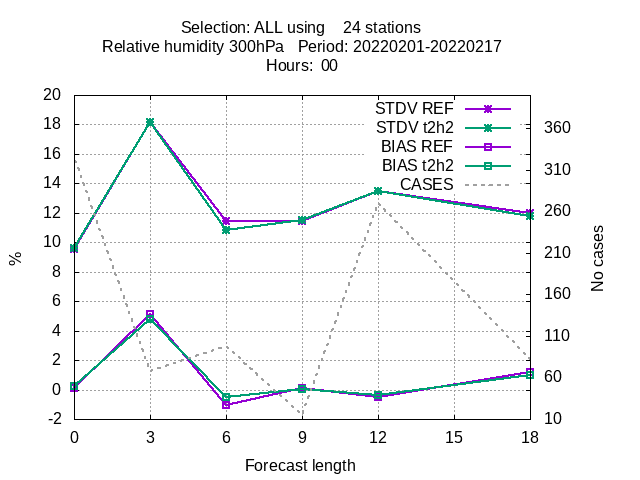 Selection: ALL using    24 stations
Relative humidity 300hPa   Period: 20220201-20220217
Hours:  00
STDV REF
STDV t2h2
BIAS REF
BIAS t2h2
CASES
20
18
16
14
12
10
8
6
4
2
0
-2
%
360
310
260
210
160
110
60
10
No cases
0 3 6 9 12 15 18
Forecast length